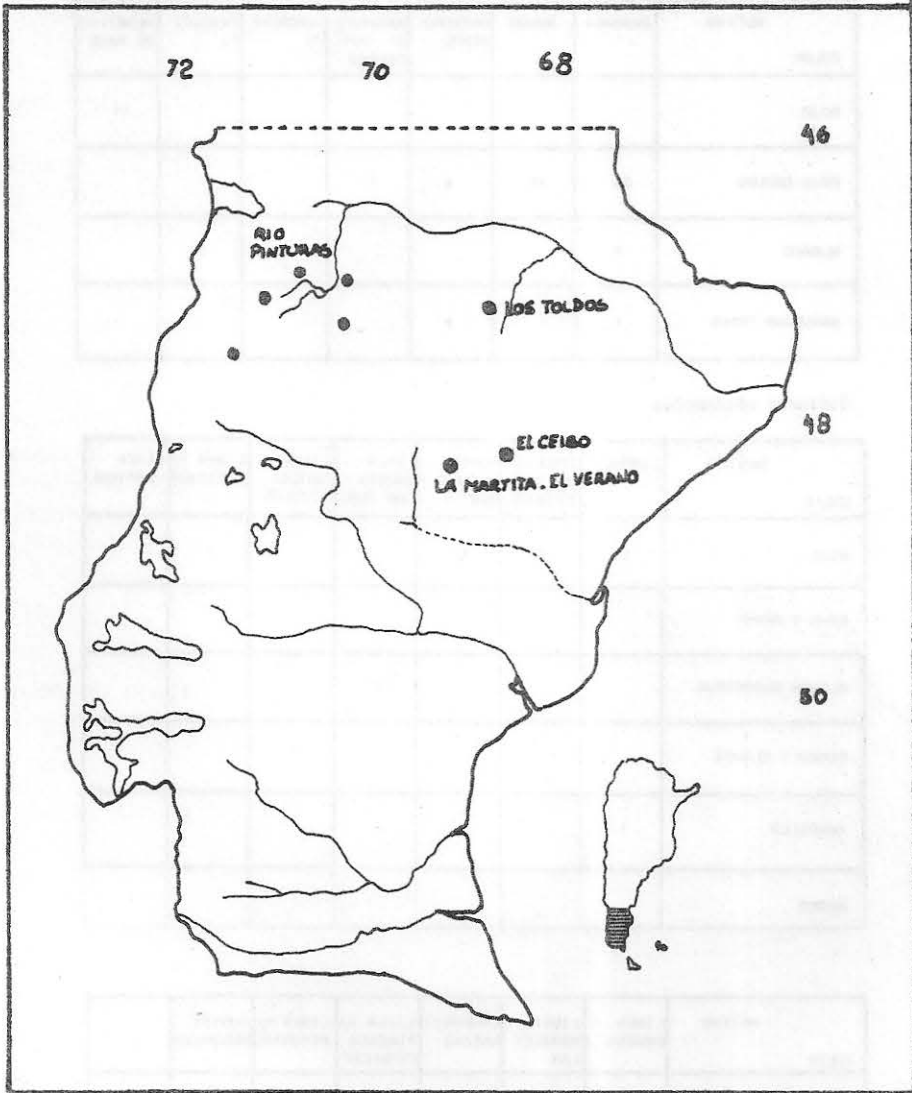 72 70 68
46
RIO
PINTURAS
LOS TOLDOS
48
EL CEIBO
LA MARTITA. EL VERANO
50